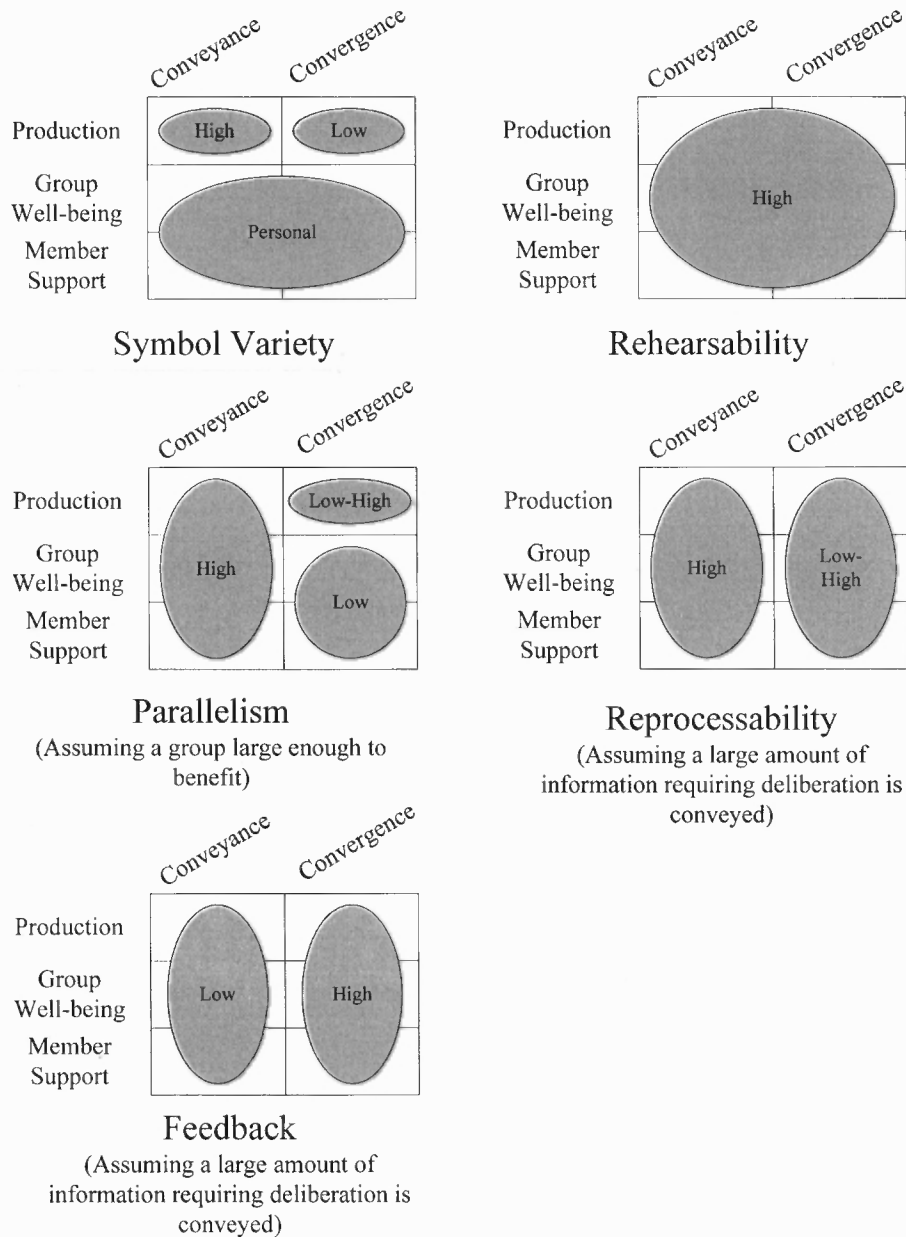 Conveyance
Convergence
Production
High
Low
Group
Well-being
Personal
Member
Support
Symbol Variety
Conveyance
Convergence
Production
Group
Well-being
High
Member
Support
Rehearsability
Conveyance
Convergence
Production
Low-High
Group
Well-being
High
Low
Member
Support
Parallelism
(Assuming a group large enough to
benefit)
Conveyance
Convergence
Production
Group
Well-being
High
Low-
High
Member
Support
Reprocessability
(Assuming a large amount of
information requiring deliberation is
conveyed)
Conveyance
Convergence
Production
Group
Well-being
Low
High
Member
Support
Feedback
(Assuming a large amount of
information requiring deliberation is
conveyed)